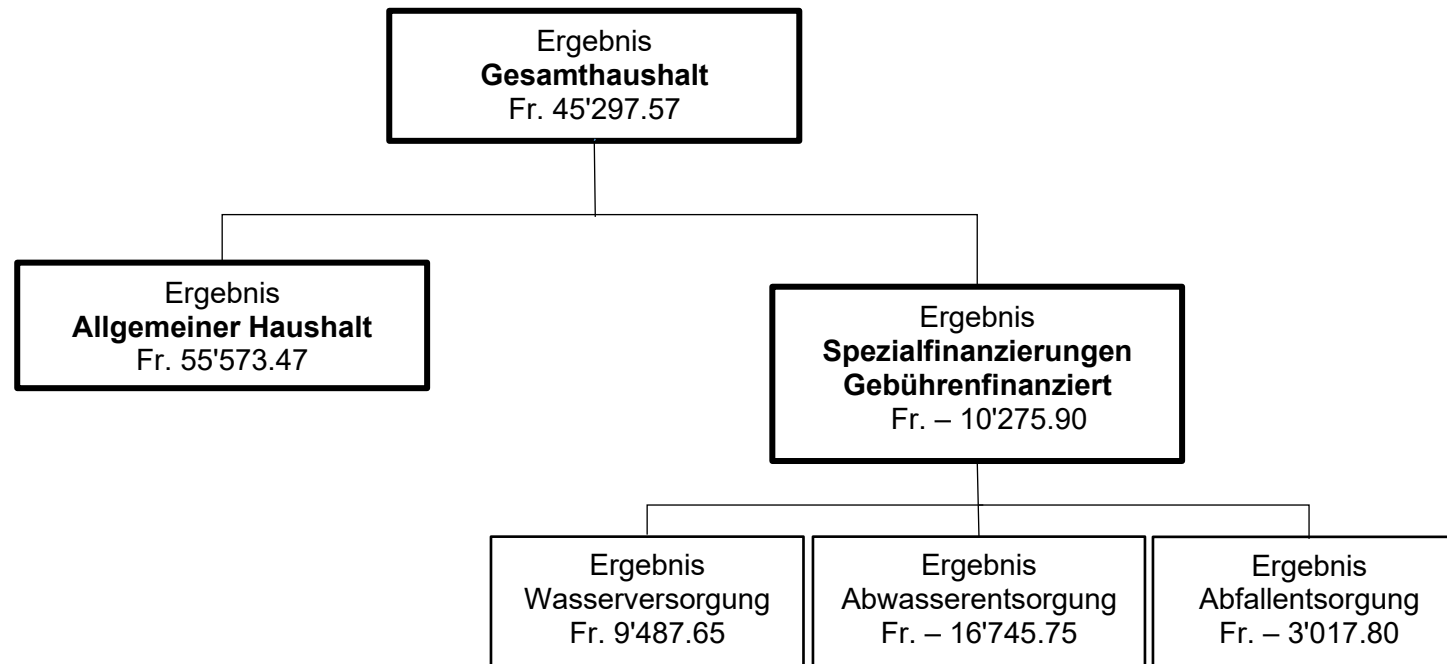 Ergebnis
Gesamthaushalt
Fr. 45'297.57
Ergebnis
Allgemeiner Haushalt
Fr. 55'573.47
Ergebnis
Spezialfinanzierungen
Gebührenfinanziert
Fr. – 10'275.90
Ergebnis
Wasserversorgung
Fr. 9'487.65
Ergebnis
Abwasserentsorgung
Fr. – 16'745.75
Ergebnis
Abfallentsorgung
Fr. – 3'017.80